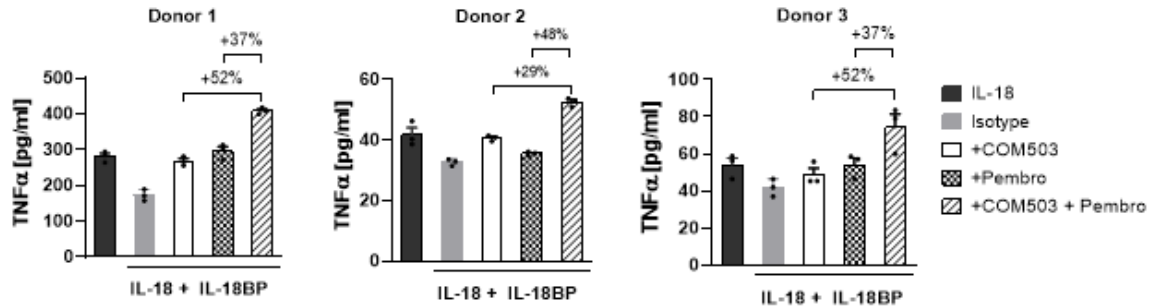 Donor 1
+37%
+52%
TNFα [pg/ml]
500
400
300
200
100
0
IL-18 + IL-18BP
Donor 2
+48%
+29%
TNFα [pg/ml]
60
40
20
0
IL-18 + IL-18BP
Donor 3
+37%
+52%
TNFα [pg/ml]
100
80
60
40
20
0
IL-18 + IL-18BP
IL-18
Isotype
+COM503
+Pembro
+COM503 + Pembro